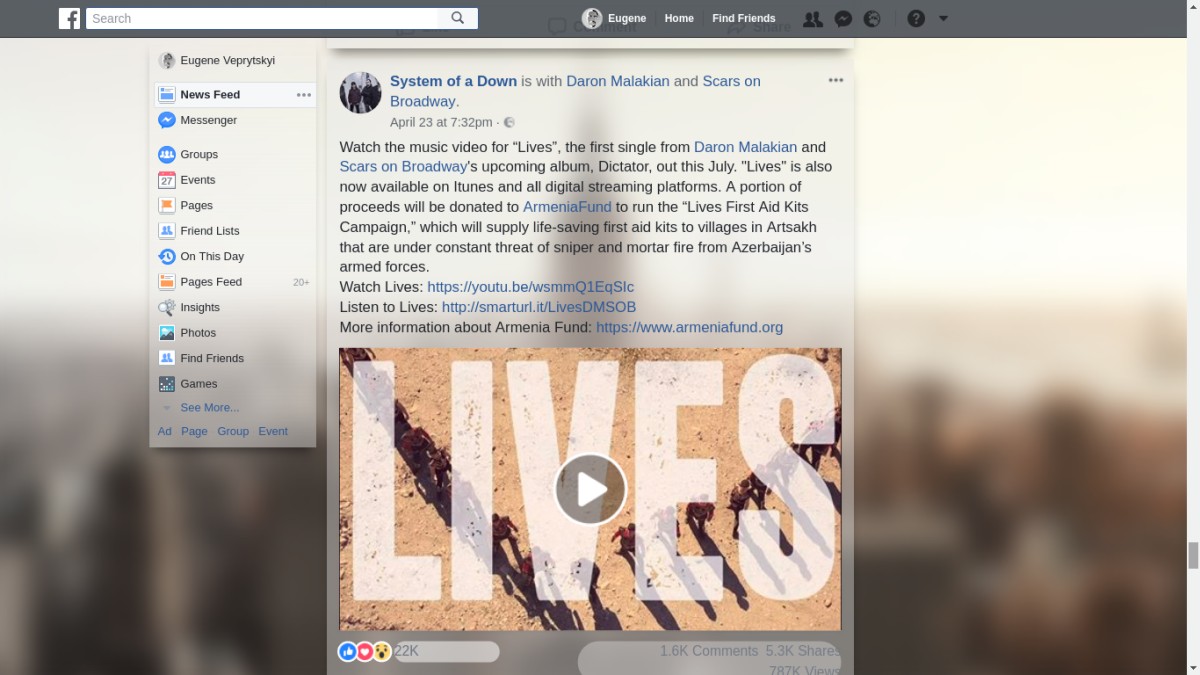 Search
Eugene
Home
Find Friends
Comment
Share
Eugene Veprytskyi
News Feed
Messenger
Groups
27
Events
Pages
Friend Lists
On This Day
Pages Feed
20+
Insights
Photos
Find Friends
Games
See More...
Ad Page Group Event
System of a Down is with Daron Malakian and Scars on
Broadway.
April 23 at 7:32pm ·
Watch the music video for “Lives”, the first single from Daron Malakian and
Scars on Broadway's upcoming album, Dictator, out this July. "Lives" is also
now available on Itunes and all digital streaming platforms. A portion of
proceeds will be donated to ArmeniaFund to run the “Lives First Aid Kits
Campaign,” which will supply life-saving first aid kits to villages in Artsakh
that are under constant threat of sniper and mortar fire from Azerbaijan’s
armed forces.
Watch Lives: https://youtu.be/wsmmQ1EqSIc
Listen to Lives: http://smarturl.it/LivesDMSOB
More information about Armenia Fund: https://www.armeniafund.org
LIVES
22K
1.6K Comments 5.3K Shares
787K Views